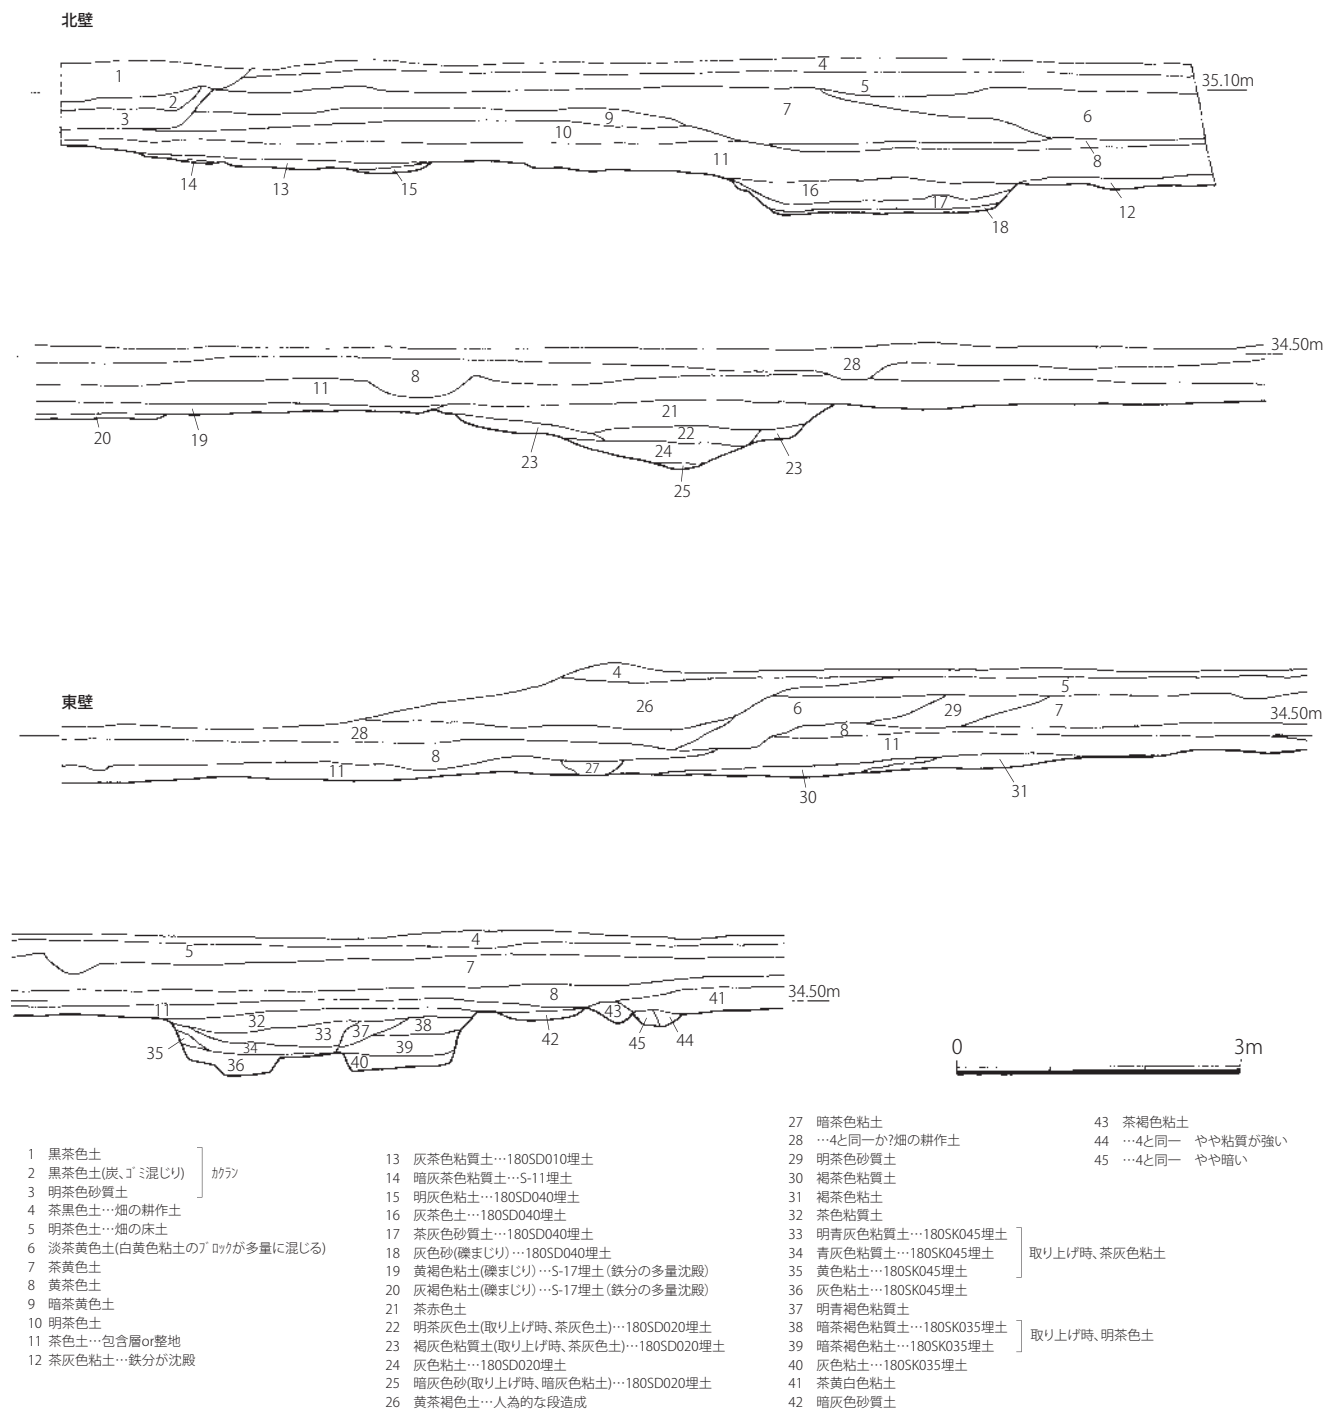 北壁
1
4
35.10m
5
2
7
3
9
6
10
8
11
14
13
15
16
17
12
18
34.50m
28
8
11
21
22
20
19
23
24
23
25
4
東壁
5
26
6
29
7
34.50m
28
8
11
8
11
27
30
31
4
5
7
8
41
34.50m
11
32
43
33
37
38
42
45
44
35
34
39
36
40
0
3m
1 黒茶色土
2 黒茶色土(炭、ゴミ混じり)
3 明茶色砂質土
カクラン
4 茶黒色土…畑の耕作土
5 明茶色土…畑の床土
6 淡茶黄色土(白黄色粘土のブロックが多量に混じる)
7 茶黄色土
8 黄茶色土
9 暗茶黄色土
10 明茶色土
11 茶色土…包含層or整地
12 茶灰色粘土…鉄分が沈殿
13 灰茶色粘質土…180SD010埋土
14 暗灰茶色粘質土…S-11埋土
15 明灰色粘土…180SD040埋土
16 灰茶色土…180SD040埋土
17 茶灰色砂質土…180SD040埋土
18 灰色砂(礫まじり)…180SD040埋土
19 黄褐色粘土(礫まじり)…S-17埋土(鉄分の多量沈殿)
20 灰褐色粘土(礫まじり)…S-17埋土(鉄分の多量沈殿)
21 茶赤色土
22 明茶灰色土(取り上げ時、茶灰色土)…180SD020埋土
23 褐灰色粘質土(取り上げ時、茶灰色土)…180SD020埋土
24 灰色粘土…180SD020埋土
25 暗灰色砂(取り上げ時、暗灰色粘土)…180SD020埋土
26 黄茶褐色土…人為的な段造成
27 暗茶色粘土
28 …4と同一か?畑の耕作土
29 明茶色砂質土
30 褐茶色粘質土
31 褐茶色粘土
32 茶色粘質土
33 明青灰色粘質土…180SK045埋土
34 青灰色粘質土…180SK045埋土
35 黄色粘土…180SK045埋土
取り上げ時、茶灰色粘土
36 灰色粘土…180SK045埋土
37 明青褐色粘質土
38 暗茶褐色粘質土…180SK035埋土
39 暗茶褐色粘土…180SK035埋土
取り上げ時、明茶色土
40 灰色粘土…180SK035埋土
41 茶黄白色粘土
42 暗灰色砂質土
43 茶褐色粘土
44 …4と同一 やや粘質が強い
45 …4と同一 やや暗い